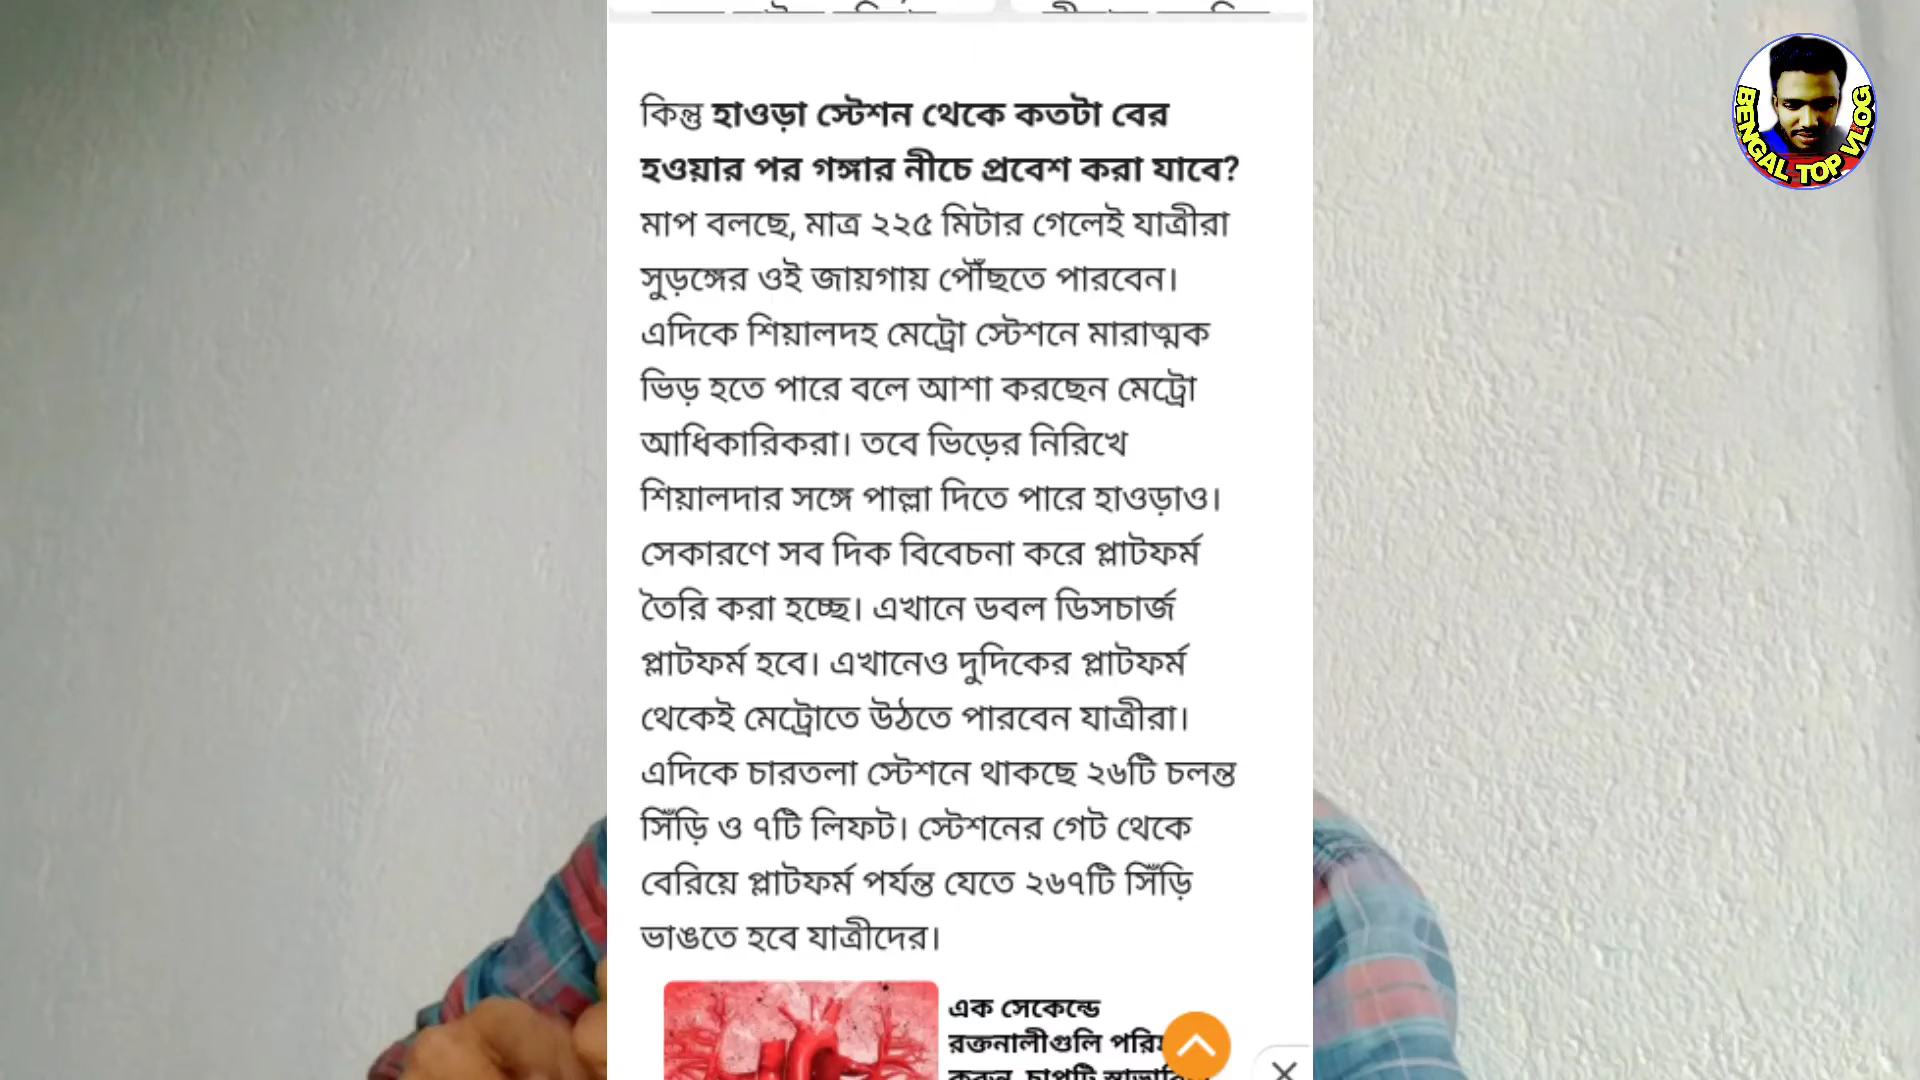 কিন্তু হাওড়া স্টেশন থেকে কতটা বের
হওয়ার পর গঙ্গার নীচে প্রবেশ করা যাবে?
মাপ বলছে, মাত্র ২২৫ মিটার গেলেই যাত্রীরা
সুড়ঙ্গের ওই জায়গায় পৌঁছতে পারবেন।
এদিকে শিয়ালদহ মেট্রো স্টেশনে মারাত্মক
ভিড় হতে পারে বলে আশা করছেন মেট্রো
আধিকারিকরা। তবে ভিড়ের নিরিখে
শিয়ালদার সঙ্গে পাল্লা দিতে পারে হাওড়াও।
সেকারণে সব দিক বিবেচনা করে প্লাটফর্ম
তৈরি করা হচ্ছে। এখানে ডবল ডিসচার্জ
প্লাটফর্ম হবে। এখানেও দুদিকের প্লাটফর্ম
থেকেই মেট্রোতে উঠতে পারবেন যাত্রীরা।
এদিকে চারতলা স্টেশনে থাকছে ২৬টি চলন্ত
সিঁড়ি ও ৭টি লিফট। স্টেশনের গেট থেকে
বেরিয়ে প্লাটফর্ম পর্যন্ত যেতে ২৬৭টি সিঁড়ি
ভাঙতে হবে যাত্রীদের।
এক সেকেন্ডে
রক্তনালীগুলি
BENGAL TOP VLOG